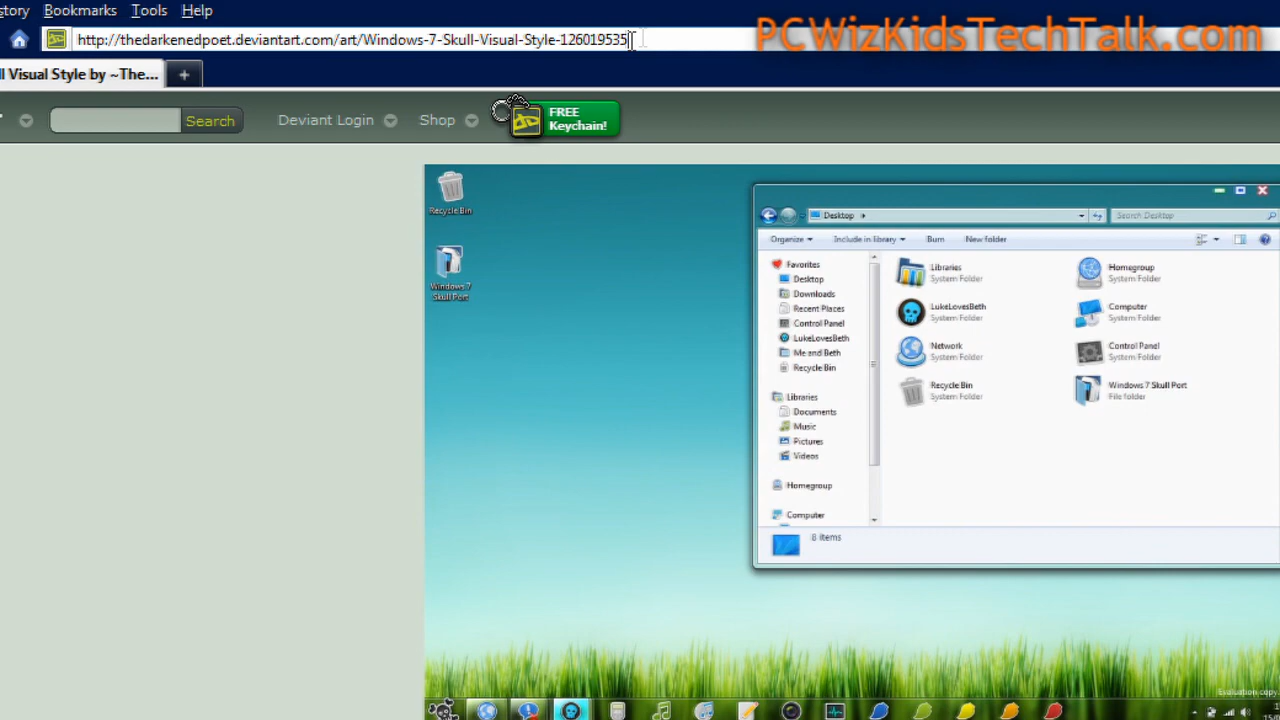 story Bookmarks Tools Help
http://thedarkenedpoet.deviantart.com/art/Windows-7-Skull-Visual-Style-126019535
PCWizKidsTechTalk.com
ll Visual Style by ~The...
Search
Deviant Login
Shop
FREE
Keychain!
Recycle Bin
Windows 7
Skull Port
Desktop
Search Desktop
Organize
Include in library
Burn
New folder
Favorites
Desktop
Downloads
Recent Places
Control Panel
LukeLovesBeth
Me and Beth
Recycle Bin
Libraries
Documents
Music
Pictures
Videos
Homegroup
Computer
Libraries
System Folder
Homegroup
System Folder
LukeLovesBeth
System Folder
Computer
System Folder
Network
System Folder
Control Panel
System Folder
Recycle Bin
System Folder
Windows 7 Skull Port
File folder
8 items
Evaluation copy.